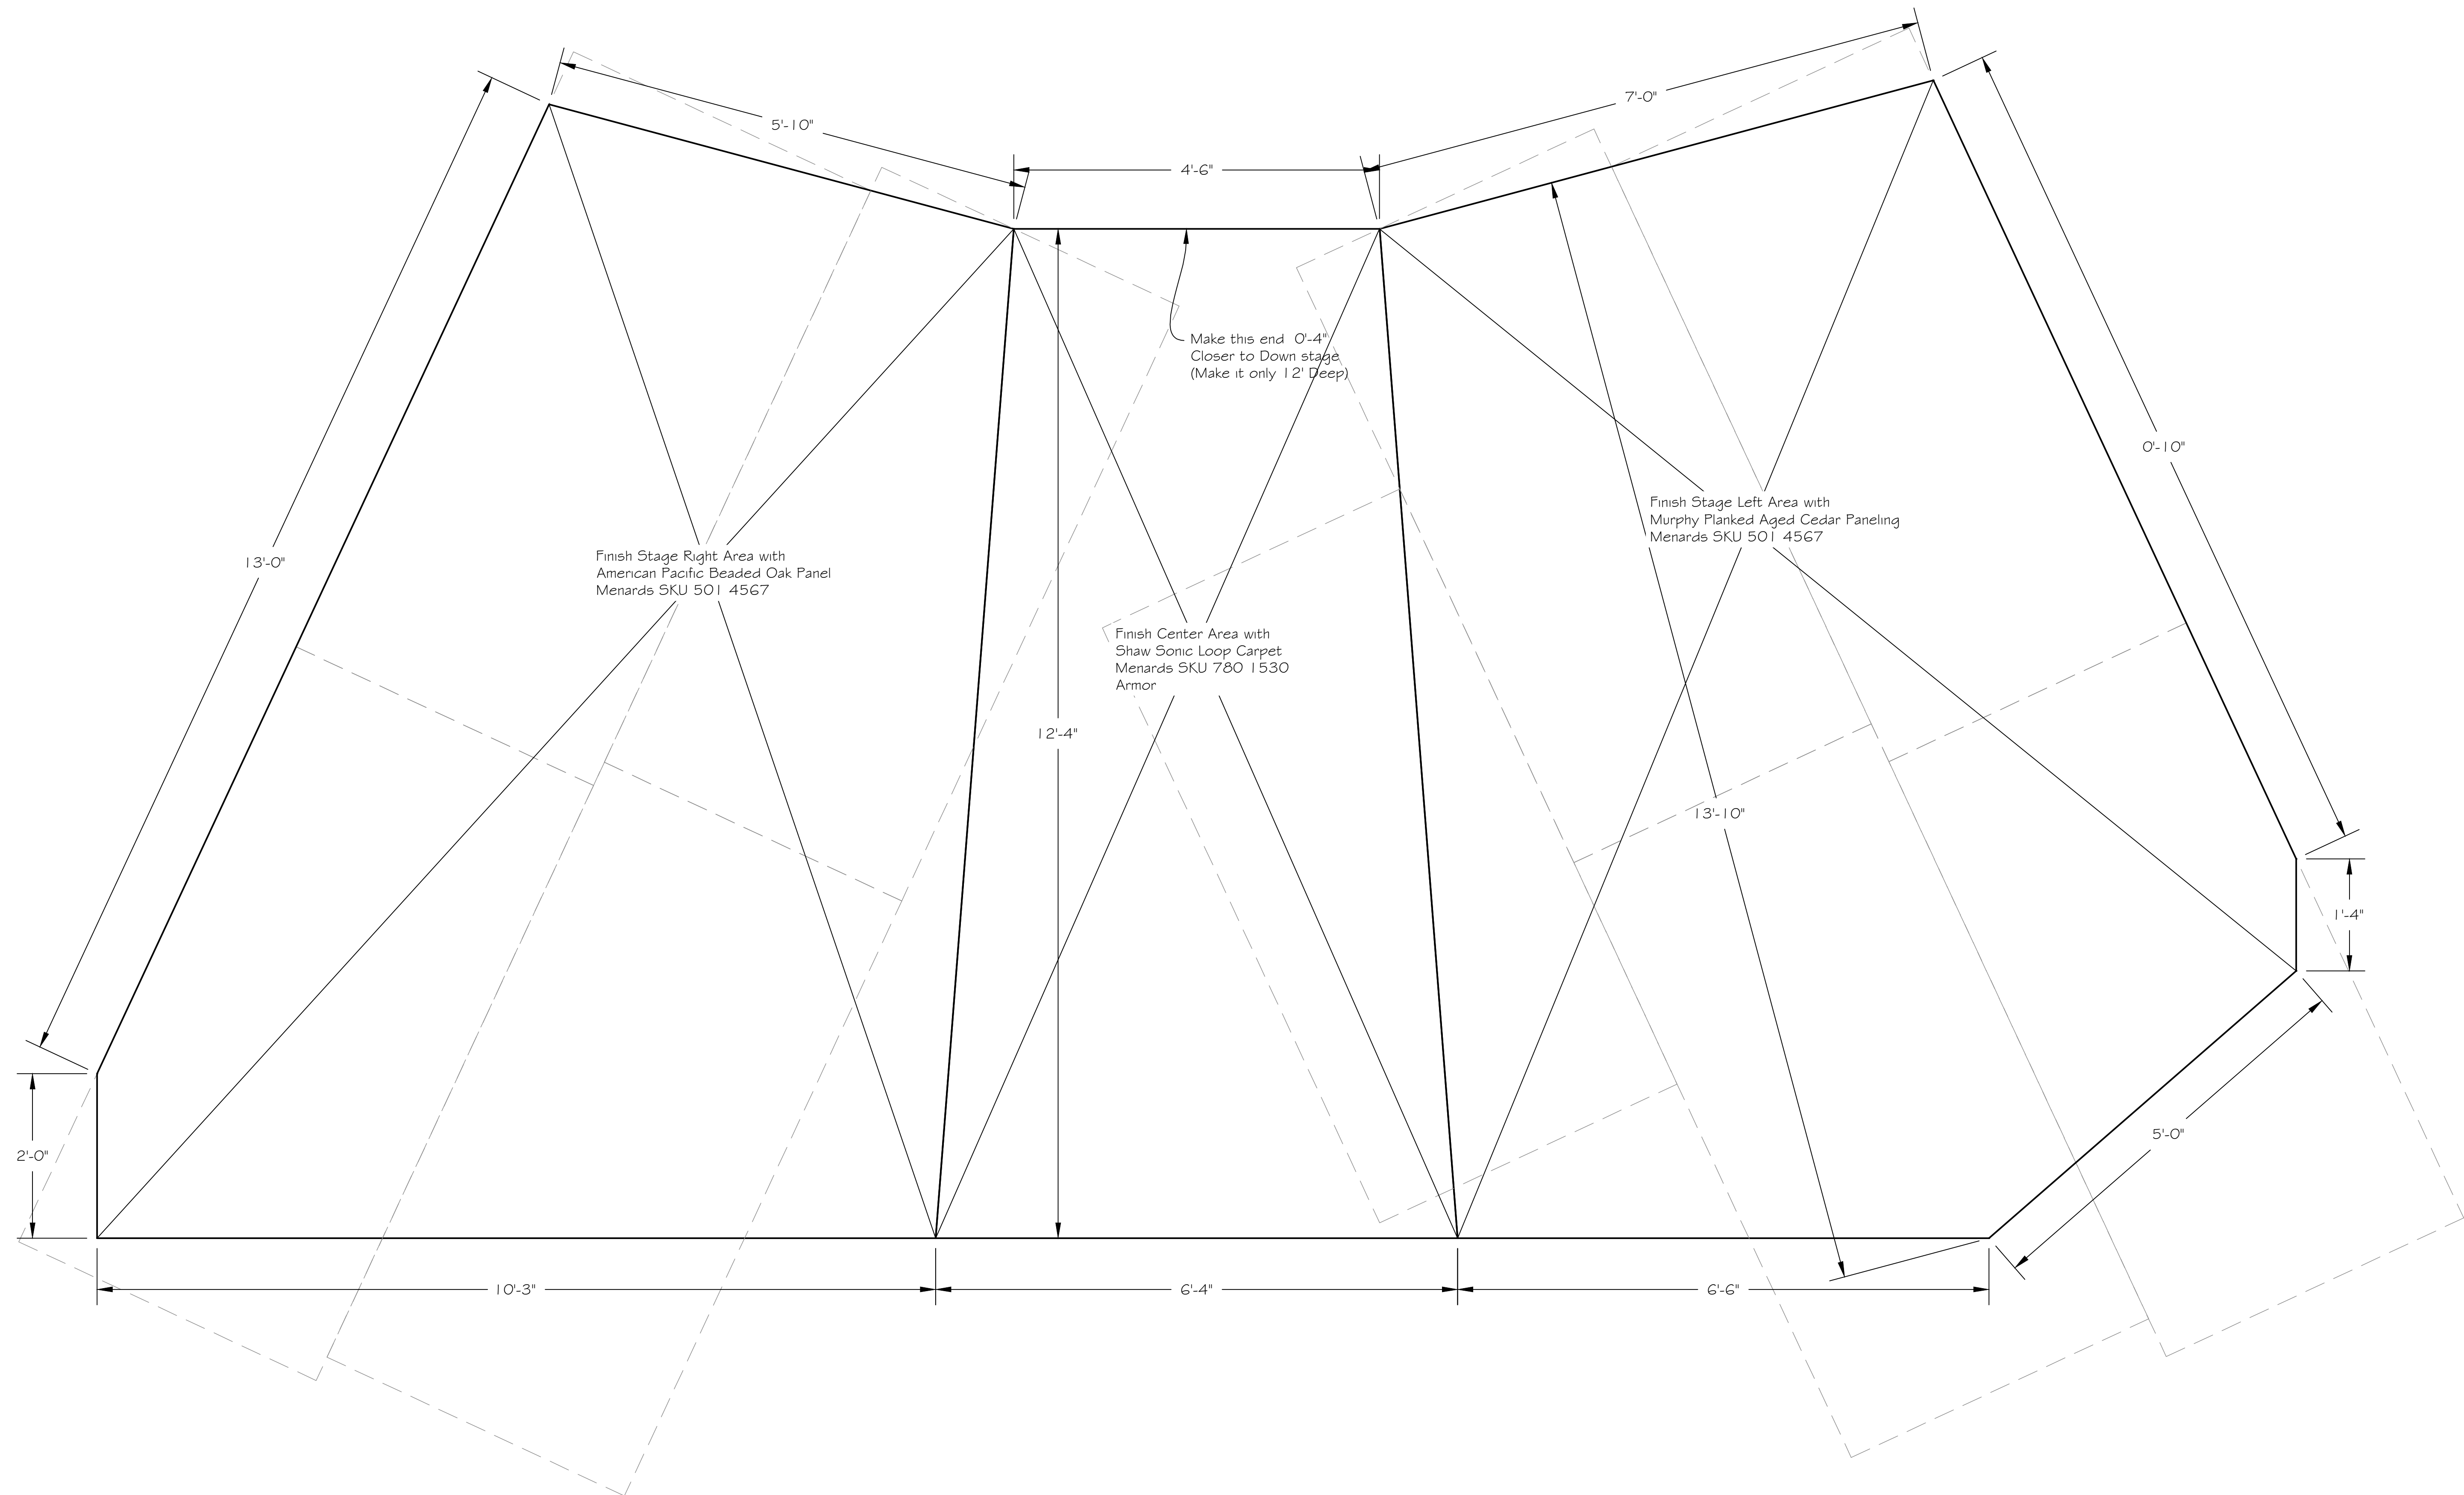 7'-0"
5'-10"
4'-6"
Make this end 0'-4"
Closer to Down stage
(Make it only 12' Deep)
0'-10"
Finish Stage Left Area with
Murphy Planked Aged Cedar Paneling
Menards SKU 501 4567
13'-0"
Finish Stage Right Area with
American Pacific Beaded Oak Panel
Menards SKU 501 4567
Finish Center Area with
Shaw Sonic Loop Carpet
Menards SKU 780 1530
Armor
12'-4"
13'-10"
1'-4"
5'-0"
2'-0"
10'-3"
6'-4"
6'-6"